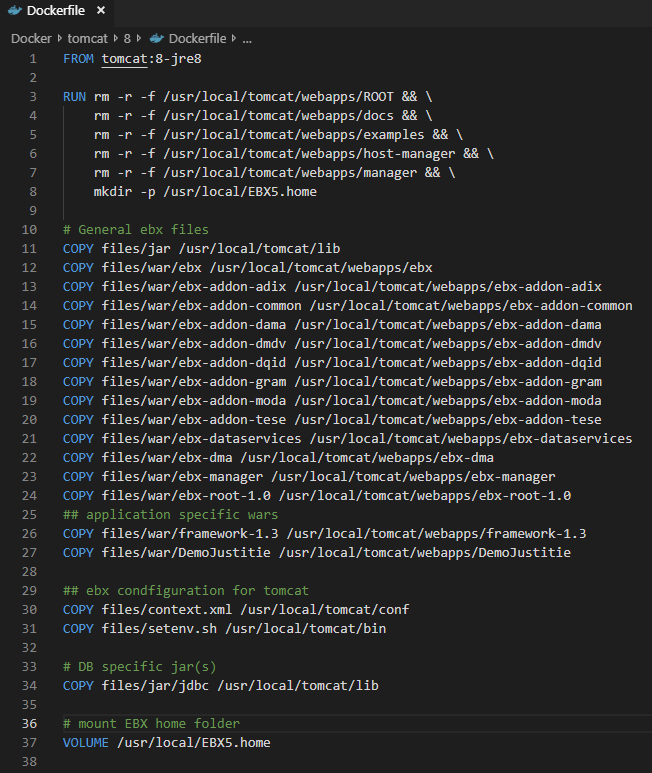 Dockerfile ×
Docker › tomcat › 8 › Dockerfile › ...
1 FROM tomcat:8-jre8
2
3 RUN rm -r -f /usr/local/tomcat/webapps/ROOT && \
4     rm -r -f /usr/local/tomcat/webapps/docs && \
5     rm -r -f /usr/local/tomcat/webapps/examples && \
6     rm -r -f /usr/local/tomcat/webapps/host-manager && \
7     rm -r -f /usr/local/tomcat/webapps/manager && \
8     mkdir -p /usr/local/EBX5.home
9
10 # General ebx files
11 COPY files/jar /usr/local/tomcat/lib
12 COPY files/war/ebx /usr/local/tomcat/webapps/ebx
13 COPY files/war/ebx-addon-adix /usr/local/tomcat/webapps/ebx-addon-adix
14 COPY files/war/ebx-addon-common /usr/local/tomcat/webapps/ebx-addon-common
15 COPY files/war/ebx-addon-dama /usr/local/tomcat/webapps/ebx-addon-dama
16 COPY files/war/ebx-addon-dmdv /usr/local/tomcat/webapps/ebx-addon-dmdv
17 COPY files/war/ebx-addon-dqid /usr/local/tomcat/webapps/ebx-addon-dqid
18 COPY files/war/ebx-addon-gram /usr/local/tomcat/webapps/ebx-addon-gram
19 COPY files/war/ebx-addon-moda /usr/local/tomcat/webapps/ebx-addon-moda
20 COPY files/war/ebx-addon-tese /usr/local/tomcat/webapps/ebx-addon-tese
21 COPY files/war/ebx-dataservices /usr/local/tomcat/webapps/ebx-dataservices
22 COPY files/war/ebx-dma /usr/local/tomcat/webapps/ebx-dma
23 COPY files/war/ebx-manager /usr/local/tomcat/webapps/ebx-manager
24 COPY files/war/ebx-root-1.0 /usr/local/tomcat/webapps/ebx-root-1.0
25 ## application specific wars
26 COPY files/war/framework-1.3 /usr/local/tomcat/webapps/framework-1.3
27 COPY files/war/DemoJustitie /usr/local/tomcat/webapps/DemoJustitie
28
29 ## ebx condfiguration for tomcat
30 COPY files/context.xml /usr/local/tomcat/conf
31 COPY files/setenv.sh /usr/local/tomcat/bin
32
33 # DB specific jar(s)
34 COPY files/jar/jdbc /usr/local/tomcat/lib
35
36 # mount EBX home folder
37 VOLUME /usr/local/EBX5.home
38